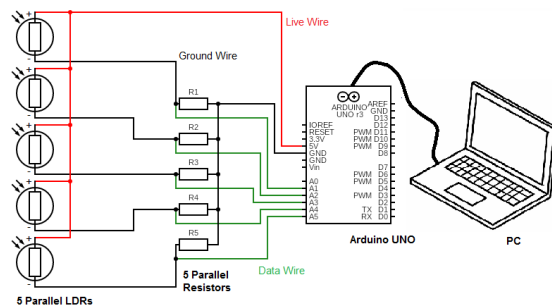 Live Wire
Ground Wire
R1
R2
R3
R4
R5
5 Parallel
Resistors
Data Wire
5 Parallel LDRs
+
-
+
-
+
-
+
-
+
-
ARDUINO
UNO r3
IOREF
RESET
3.3V
5V
GND
GND
Vin
A0
A1
A2
A3
A4
A5
AREF
GND
D13
D12
PWM D11
PWM D10
PWM D9
D8
D7
PWM D6
PWM D5
D4
PWM D3
D2
TX D1
RX D0
Arduino UNO
PC